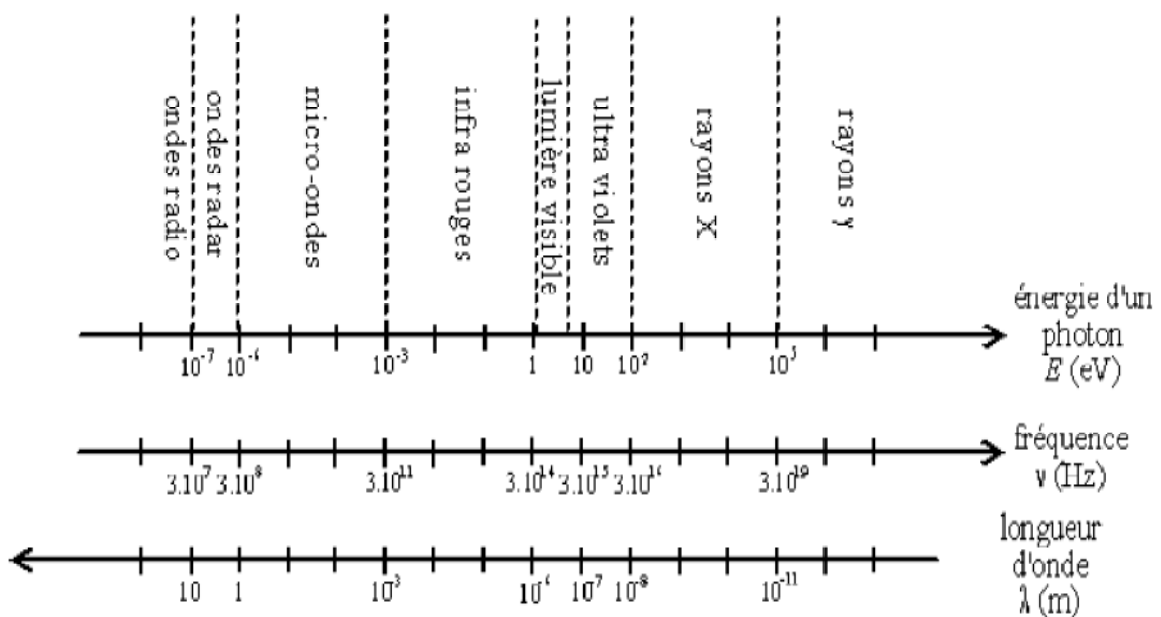 ondes radio
ondes radar
micro-ondes
infra rouges
lumière visible
ultra violets
rayons X
rayons γ
énergie d'un
photon
E (eV)
10⁻⁷ 10⁻⁶ 10⁻³ 1 10 10² 10⁵
fréquence
ν (Hz)
3.10⁷ 3.10⁸ 3.10¹¹ 3.10¹⁴ 3.10¹⁵ 3.10¹⁶ 3.10¹⁹
longueur
d'onde
λ (m)
10 1 10⁻³ 10⁻⁶ 10⁻⁷ 10⁻⁸ 10⁻¹¹